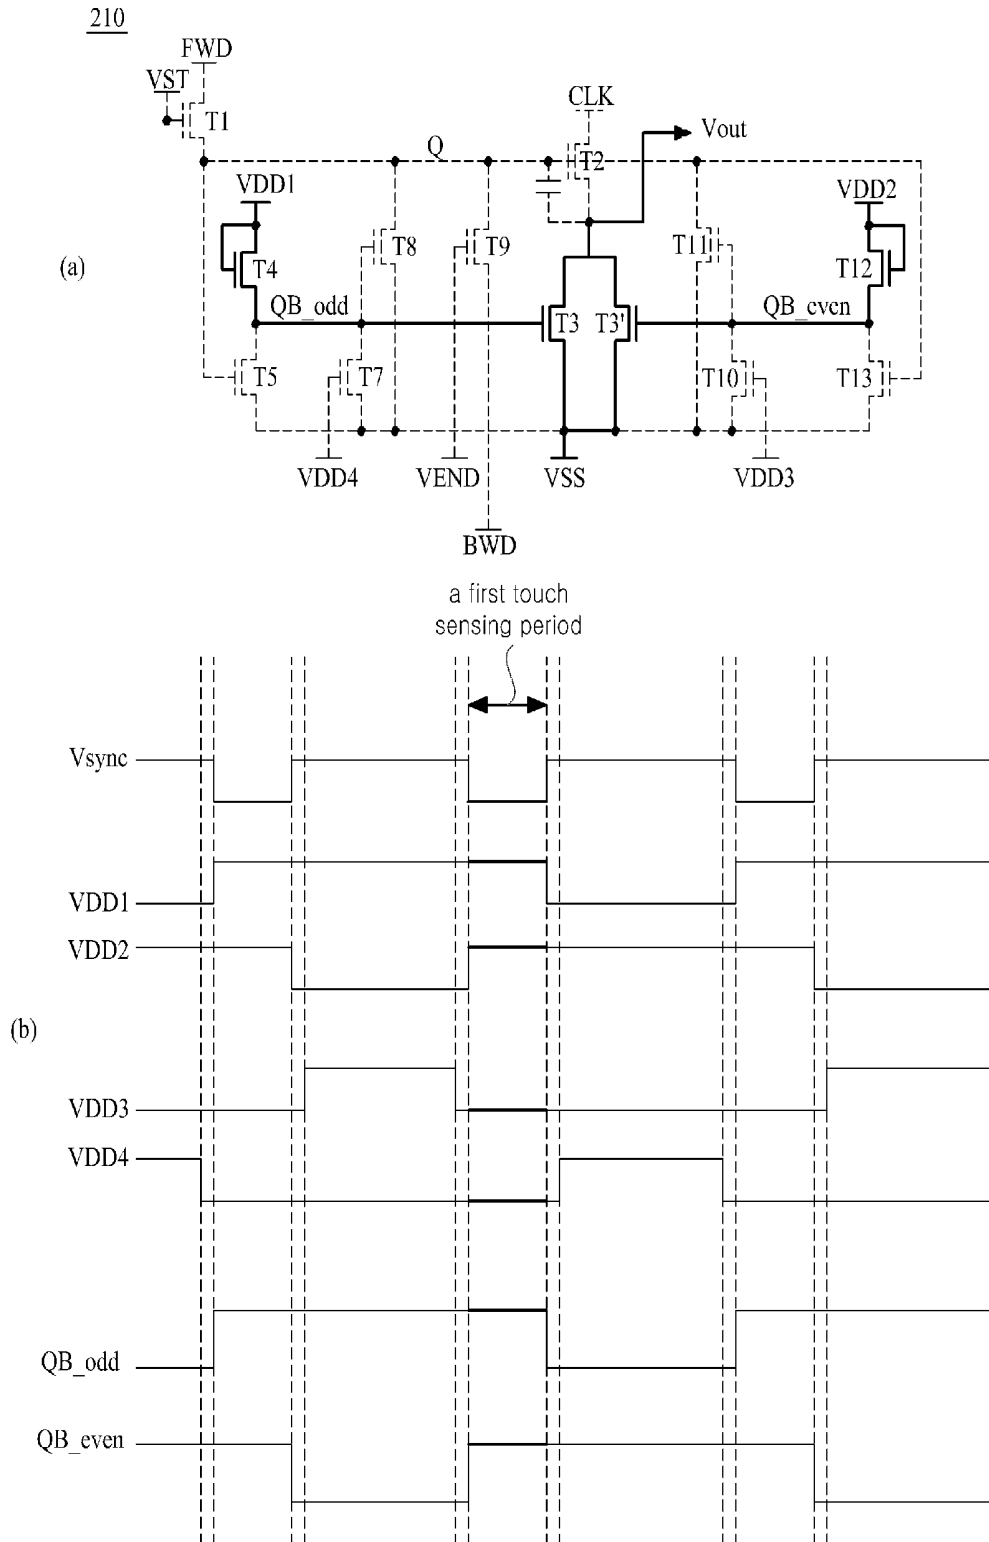 210
FWD
VST
T1
CLK
Vout
Q
T2
VDD1
VDD2
T8
T9
T11
(a)
T4
T12
QB_odd
QB_even
T3
T3'
T5
T7
T10
T13
VDD4
VEND
VSS
VDD3
BWD
a first touch
sensing period
Vsync
VDD1
VDD2
(b)
VDD3
VDD4
QB_odd
QB_even